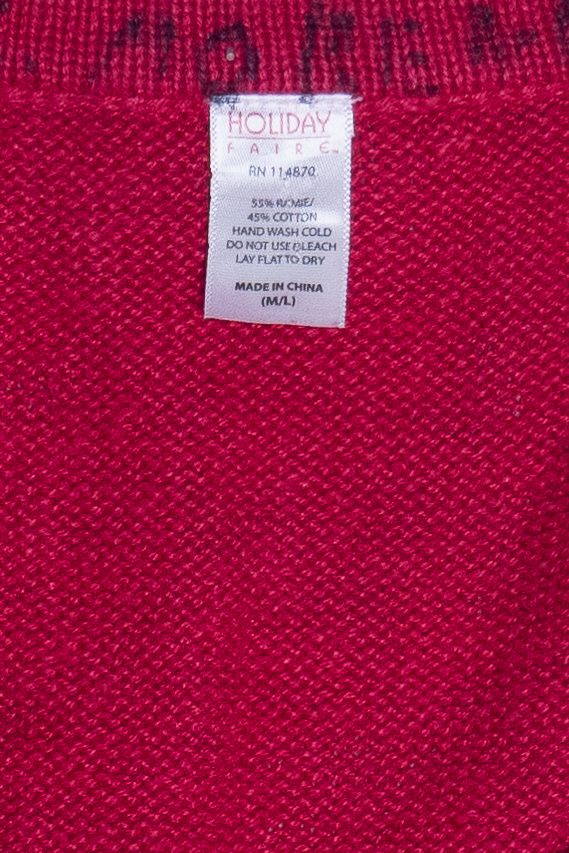 HOLIDAY
FAIRE™
RN 114870
55% RAMIE/
45% COTTON
HAND WASH COLD
DO NOT USE BLEACH
LAY FLAT TO DRY
MADE IN CHINA
(M/L)